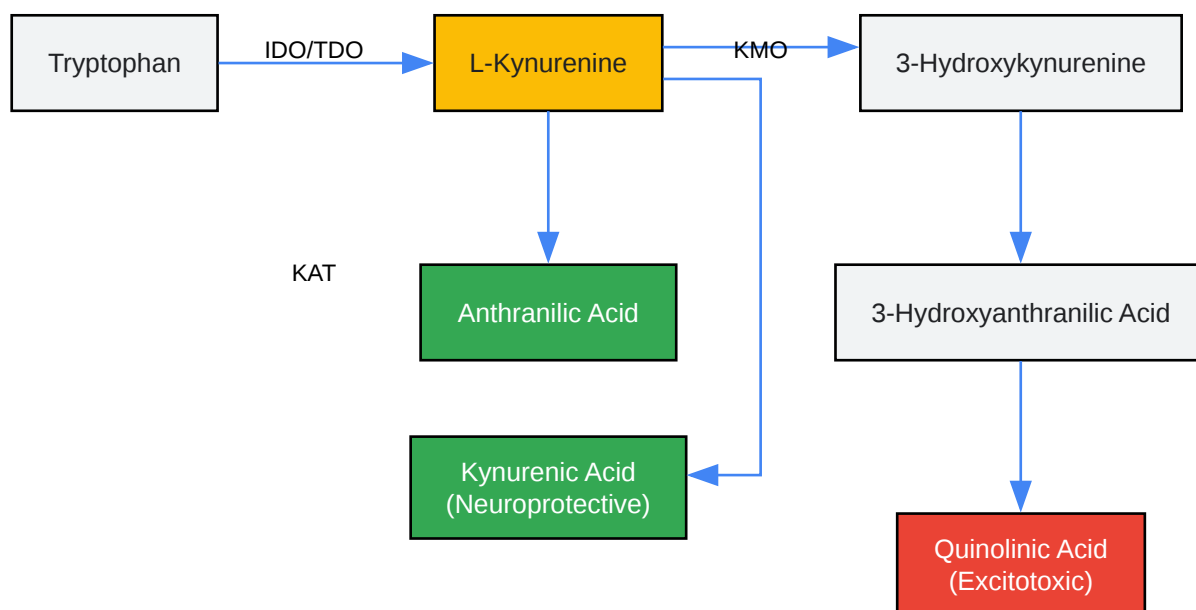 Tryptophan
IDO/TDO
L-Kynurenine
KMO
3-Hydroxykynurenine
KAT
Anthranilic Acid
3-Hydroxyanthranilic Acid
Kynurenic Acid
(Neuroprotective)
Quinolinic Acid
(Excitotoxic)